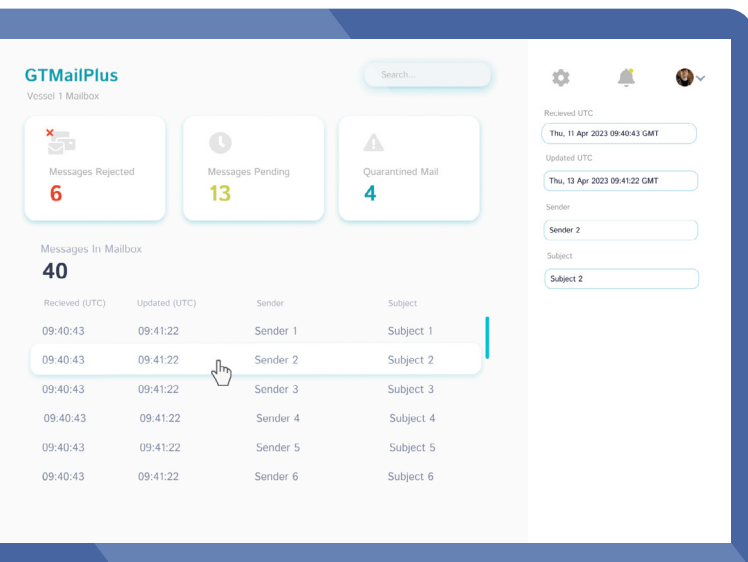 GTMailPlus
Vessel 1 Mailbox
Search...
Messages Rejected
6
Messages Pending
13
Quarantined Mail
4
Messages In Mailbox
40
Recieved (UTC) Updated (UTC) Sender Subject
09:40:43 09:41:22 Sender 1 Subject 1
09:40:43 09:41:22 Sender 2 Subject 2
09:40:43 09:41:22 Sender 3 Subject 3
09:40:43 09:41:22 Sender 4 Subject 4
09:40:43 09:41:22 Sender 5 Subject 5
09:40:43 09:41:22 Sender 6 Subject 6
Recieved UTC
Thu, 11 Apr 2023 09:40:43 GMT
Updated UTC
Thu, 13 Apr 2023 09:41:22 GMT
Sender
Sender 2
Subject
Subject 2